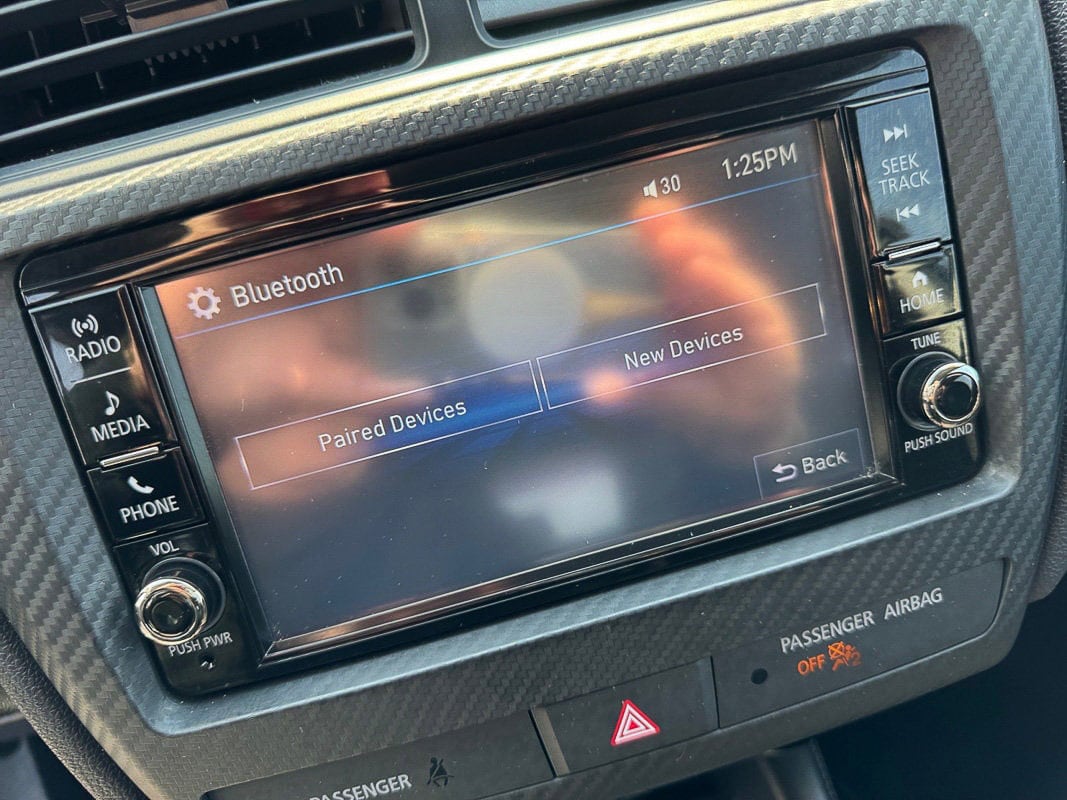 30
1:25PM
Bluetooth
Paired Devices
New Devices
Back
RADIO
MEDIA
PHONE
VOL
PUSH PWR
SEEK
TRACK
HOME
TUNE
PUSH SOUND
PASSENGER AIRBAG
OFF 2
PASSENGER